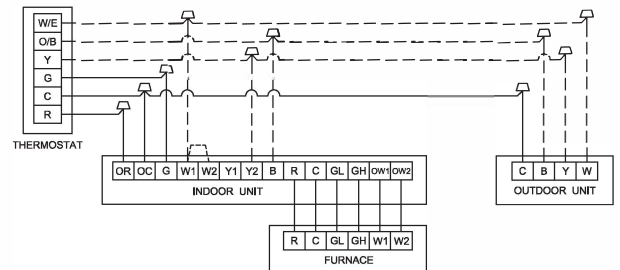 W/E
O/B
Y
G
C
R
THERMOSTAT
OR OC G W1 W2 Y1 Y2 B R C GL GH OW1 OW2
INDOOR UNIT
C B Y W
OUTDOOR UNIT
R C GL GH W1 W2
FURNACE